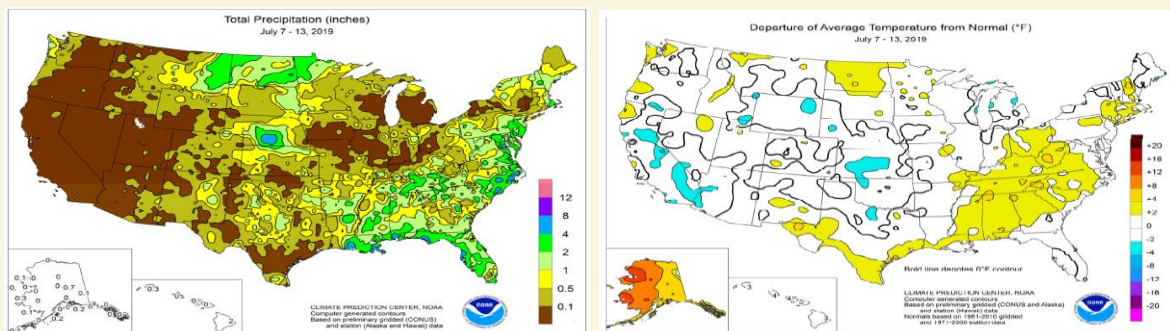 Total Precipitation (inches)
July 7 - 13, 2019
12
8
4
2
1
0.5
0.1
CLIMATE PREDICTION CENTER, NOAA
Computer generated contours
Based on preliminary gridded (CONUS)
and station (Alaska and Hawaii) data
NOAA
Departure of Average Temperature from Normal (°F)
July 7 - 13, 2019
+20
+16
+12
+8
+4
+2
0
-2
-4
-8
-12
-16
-20
Bold line denotes 0°F contour
CLIMATE PREDICTION CENTER, NOAA
Computer generated contours
Based on preliminary gridded (CONUS and Alaska)
and station (Hawaii) data
Normals based on 1981-2010 gridded
and 1971-2000 station data
NOAA